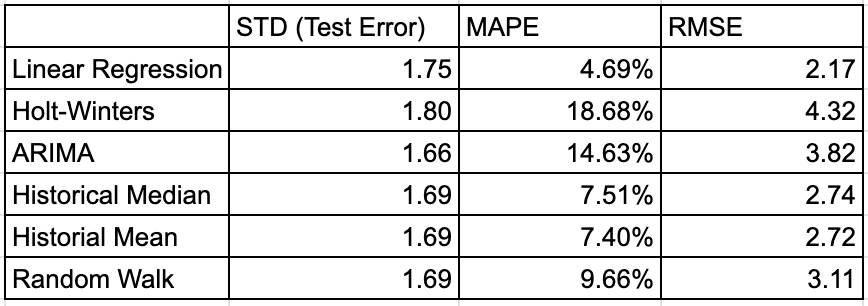 STD (Test Error) MAPE RMSE
Linear Regression 1.75 4.69% 2.17
Holt-Winters 1.80 18.68% 4.32
ARIMA 1.66 14.63% 3.82
Historical Median 1.69 7.51% 2.74
Historial Mean 1.69 7.40% 2.72
Random Walk 1.69 9.66% 3.11